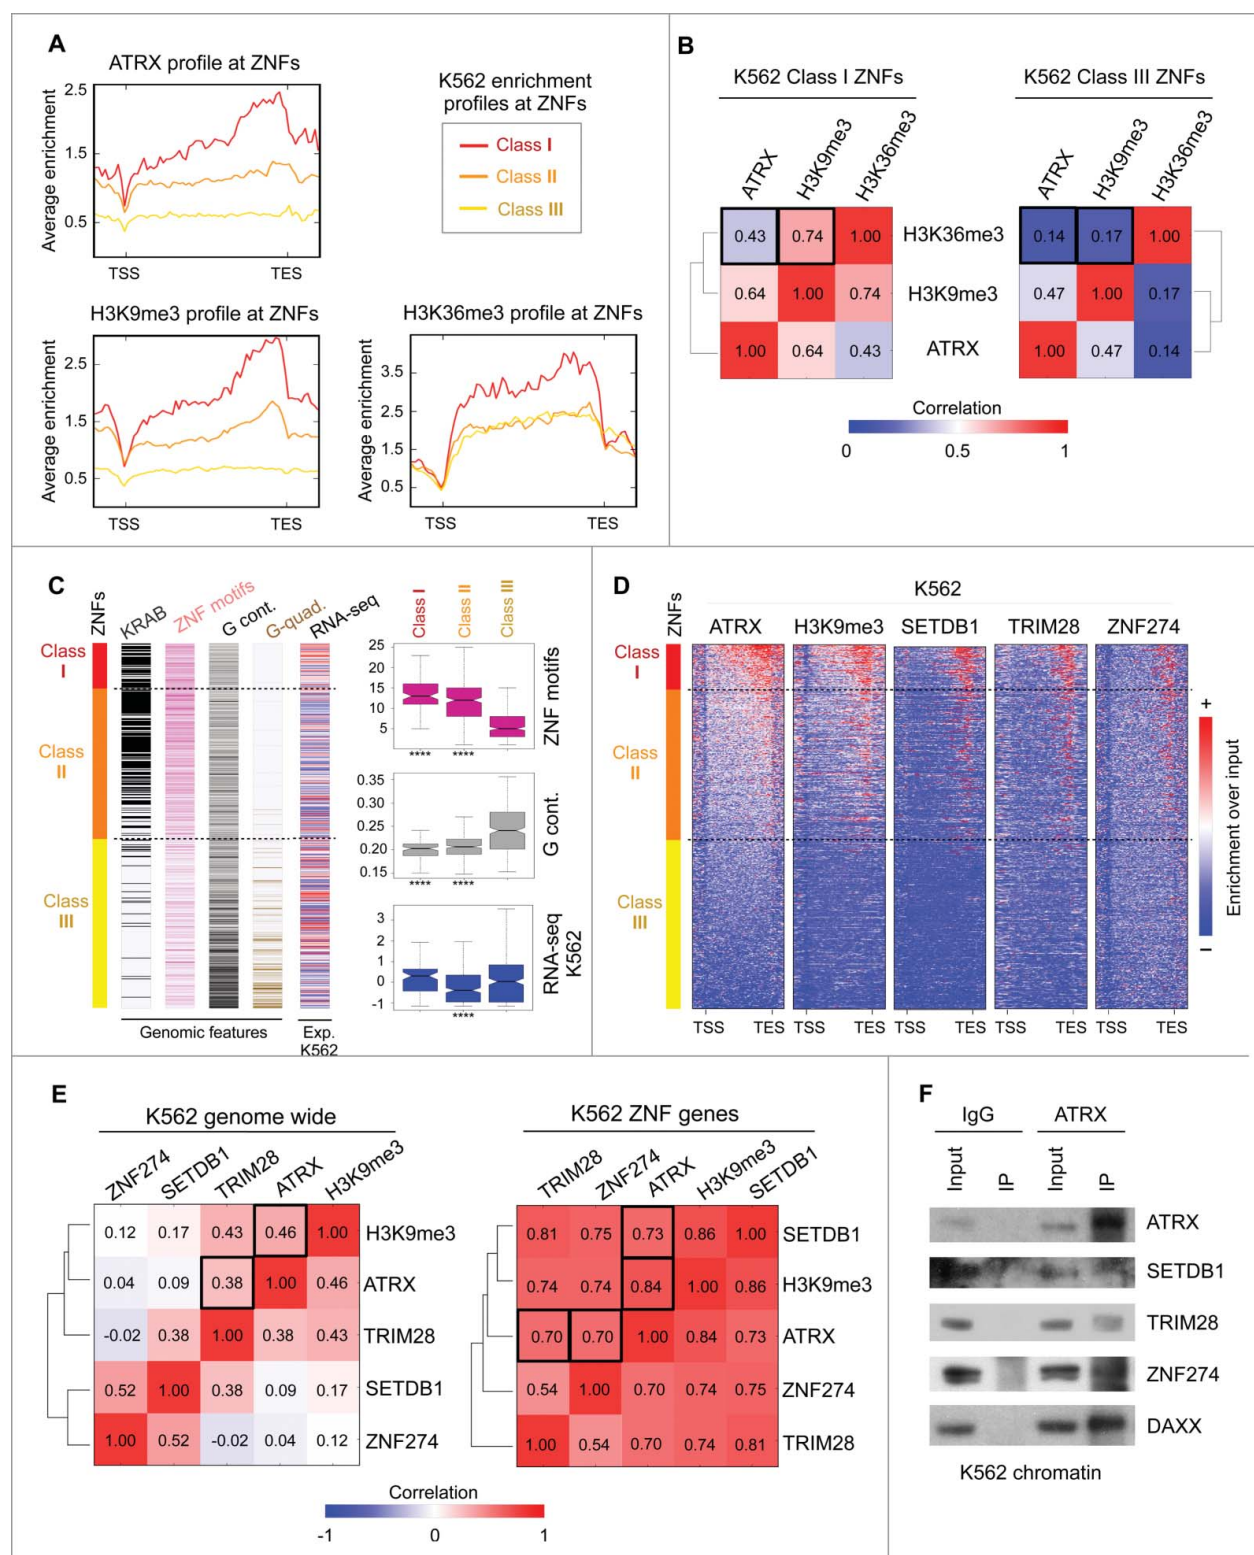 A
ATRX profile at ZNFs
2.5
1.5
0.5
Average enrichment
TSS TES
K562 enrichment
profiles at ZNFs
Class I
Class II
Class III
H3K9me3 profile at ZNFs
2.5
1.5
0.5
Average enrichment
TSS TES
H3K36me3 profile at ZNFs
3.5
2.5
1.5
0.5
Average enrichment
TSS TES
B
K562 Class I ZNFs K562 Class III ZNFs
ATRX H3K9me3 H3K36me3 ATRX H3K9me3 H3K36me3
0.43 0.74 1.00 H3K36me3 0.14 0.17 1.00
0.64 1.00 0.74 H3K9me3 0.47 1.00 0.17
1.00 0.64 0.43 ATRX 1.00 0.47 0.14
Correlation
0 0.5 1
C
ZNFs KRAB ZNF motifs G cont. G-quad. RNA-seq
Class
I
Class
II
Class
III
Genomic features
Exp.
K562
Class I Class II Class III
25
20
15
10
5
ZNF motifs
**** ****
0.35
0.30
0.25
0.20
0.15
G cont.
**** ****
3
2
1
0
-1
RNA-seq
K562
****
D
K562
ZNFs ATRX H3K9me3 SETDB1 TRIM28 ZNF274
Class
I
Class
II
Class
III
TSS TES TSS TES TSS TES TSS TES TSS TES
+
Enrichment over input
–
E
K562 genome wide
ZNF274 SETDB1 TRIM28 ATRX H3K9me3
0.12 0.17 0.43 0.46 1.00 H3K9me3
0.04 0.09 0.38 1.00 0.46 ATRX
-0.02 0.38 1.00 0.38 0.43 TRIM28
0.52 1.00 0.38 0.09 0.17 SETDB1
1.00 0.52 -0.02 0.04 0.12 ZNF274
K562 ZNF genes
TRIM28 ZNF274 ATRX H3K9me3 SETDB1
0.81 0.75 0.73 0.86 1.00 SETDB1
0.74 0.74 0.84 1.00 0.86 H3K9me3
0.70 0.70 1.00 0.84 0.73 ATRX
0.54 1.00 0.70 0.74 0.75 ZNF274
1.00 0.54 0.70 0.74 0.81 TRIM28
Correlation
-1 0 1
F
IgG ATRX
Input IP Input IP
ATRX
SETDB1
TRIM28
ZNF274
DAXX
K562 chromatin